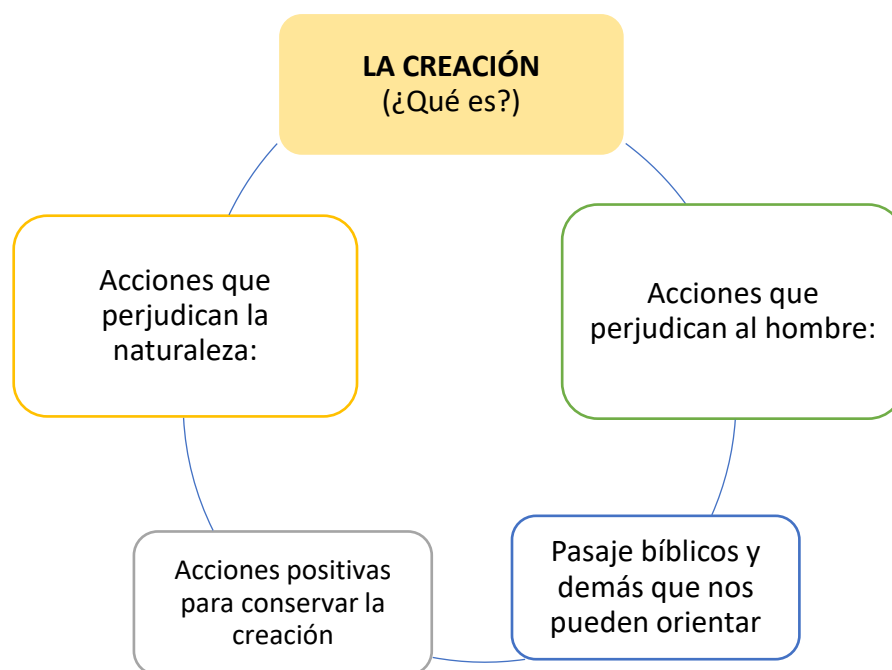 LA CREACIÓN
(¿Qué es?)
Acciones que
perjudican al hombre:
Pasaje bíblicos y
demás que nos
pueden orientar
Acciones positivas
para conservar la
creación
Acciones que
perjudican la
naturaleza: